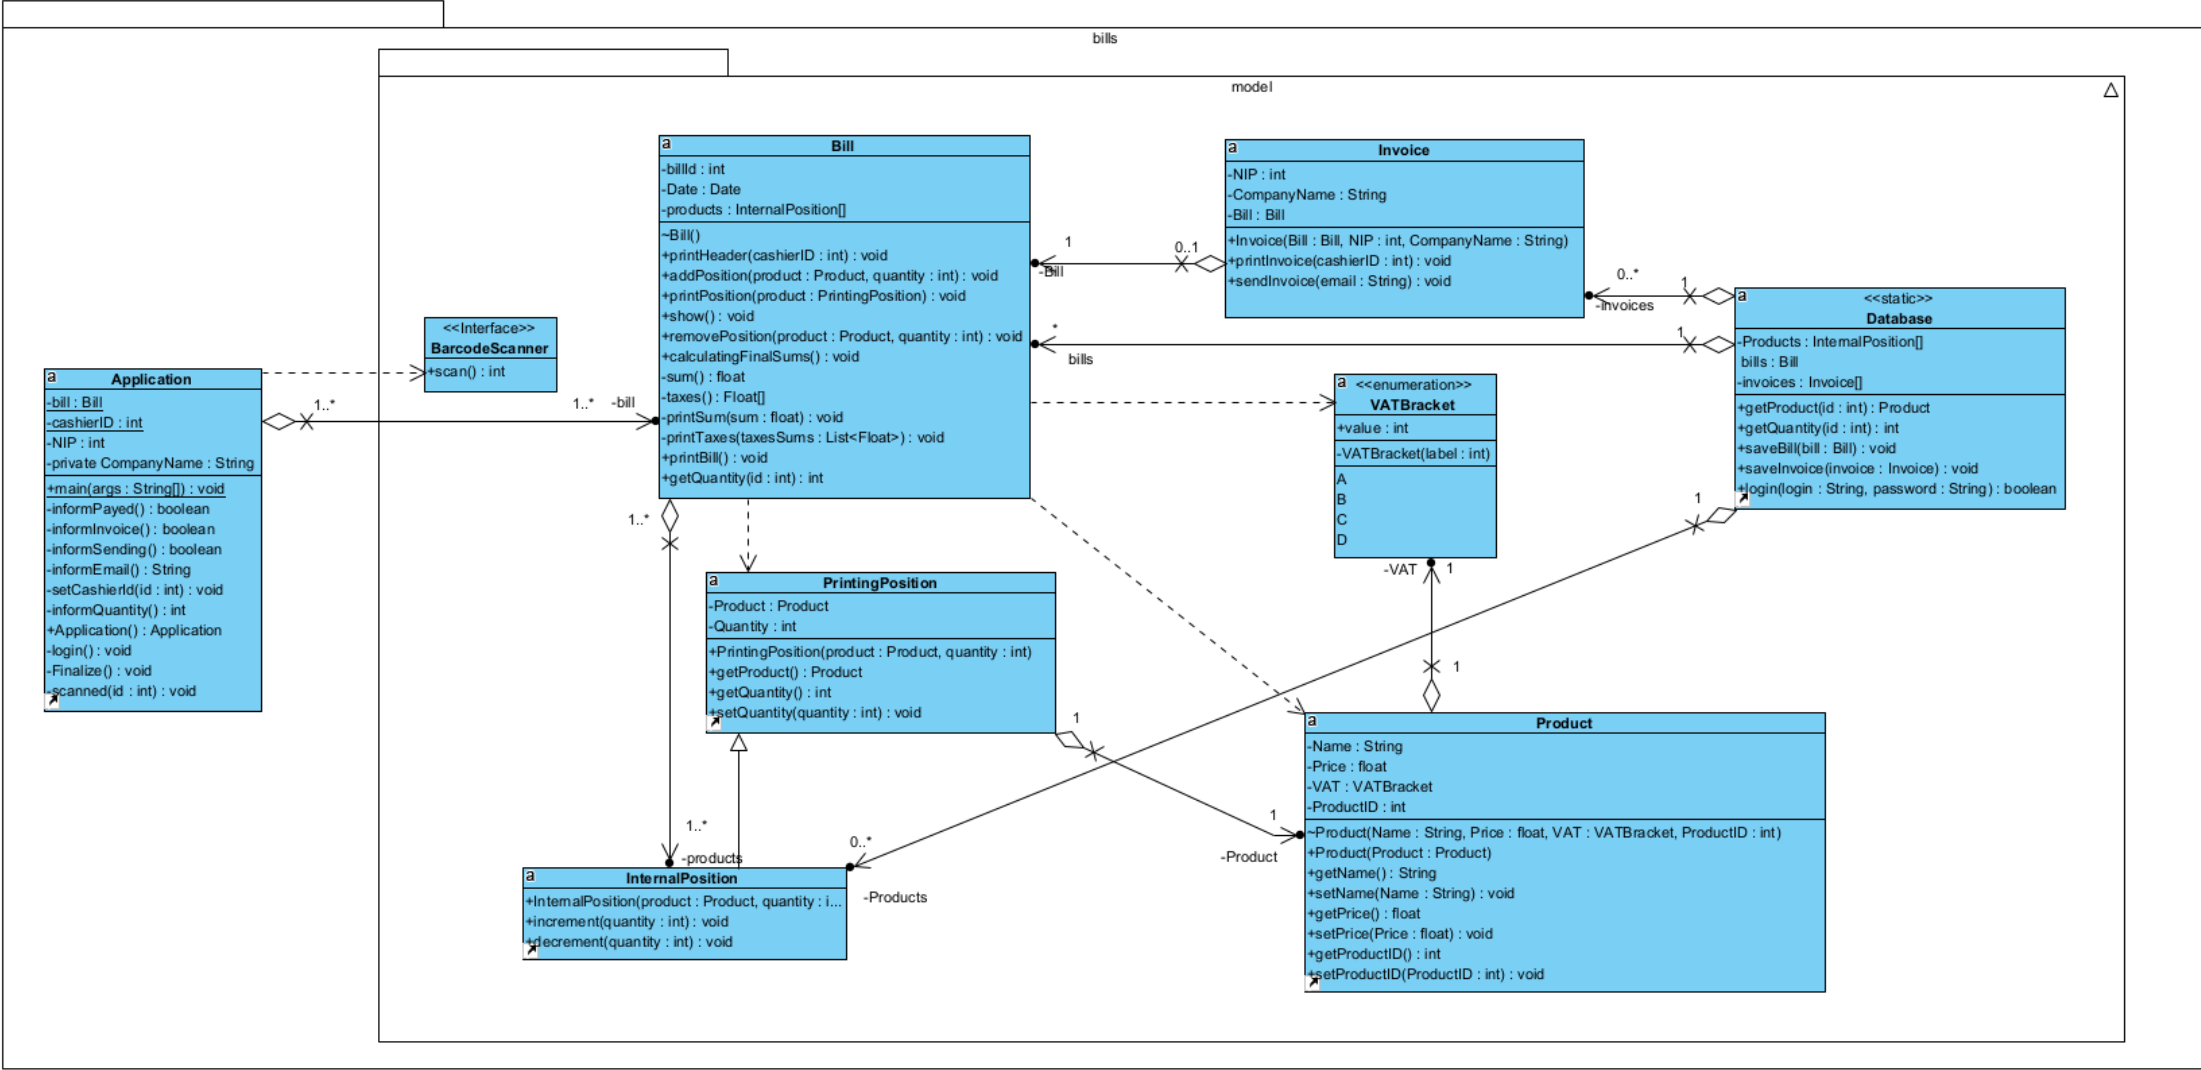 bills
model
a
Bill
-billId : int
-Date : Date
-products : InternalPosition[]
~Bill()
+printHeader(cashierID : int) : void
+addPosition(product : Product, quantity : int) : void
+printPosition(product : PrintingPosition) : void
+show() : void
+removePosition(product : Product, quantity : int) : void
+calculatingFinalSums() : void
-sum() : float
-taxes() : Float[]
-printSum(sum : float) : void
-printTaxes(taxesSums : List<Float>) : void
+printBill() : void
+getQuantity(id : int) : int
a
Invoice
-NIP : int
-CompanyName : String
-Bill : Bill
+Invoice(Bill : Bill, NIP : int, CompanyName : String)
+printInvoice(cashierID : int) : void
+sendInvoice(email : String) : void
1
0..1
-Bill
0..*
1
-invoices
*
1
bills
a
<<static>>
Database
-Products : InternalPosition[]
bills : Bill
-invoices : Invoice[]
+getProduct(id : int) : Product
+getQuantity(id : int) : int
+saveBill(bill : Bill) : void
+saveInvoice(invoice : Invoice) : void
+login(login : String, password : String) : boolean
<<Interface>>
BarcodeScanner
+scan() : int
a
Application
-bill : Bill
-cashierID : int
-NIP : int
-private CompanyName : String
+main(args : String[]) : void
-informPayed() : boolean
-informInvoice() : boolean
-informSending() : boolean
-informEmail() : String
-setCashierId(id : int) : void
-informQuantity() : int
+Application() : Application
-login() : void
-Finalize() : void
-scanned(id : int) : void
1..*
1..*
-bill
a
<<enumeration>>
VATBracket
+value : int
-VATBracket(label : int)
A
B
C
D
-VAT
1
1
1
1..*
a
PrintingPosition
-Product : Product
-Quantity : int
+PrintingPosition(product : Product, quantity : int)
+getProduct() : Product
+getQuantity() : int
+setQuantity(quantity : int) : void
1
1
-Product
1..*
-products
0..*
-Products
a
InternalPosition
+InternalPosition(product : Product, quantity : i...
+increment(quantity : int) : void
+decrement(quantity : int) : void
a
Product
-Name : String
-Price : float
-VAT : VATBracket
-ProductID : int
~Product(Name : String, Price : float, VAT : VATBracket, ProductID : int)
+Product(Product : Product)
+getName() : String
+setName(Name : String) : void
+getPrice() : float
+setPrice(Price : float) : void
+getProductID() : int
+setProductID(ProductID : int) : void